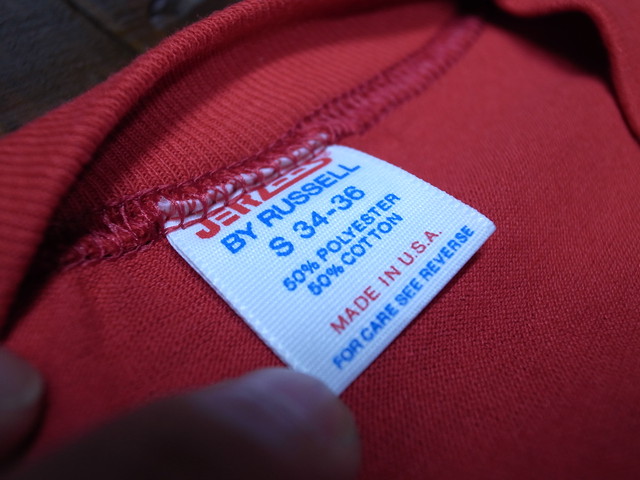 JERZEES
BY RUSSELL
S 34-36
50% POLYESTER
50% COTTON
MADE IN U.S.A.
FOR CARE SEE REVERSE